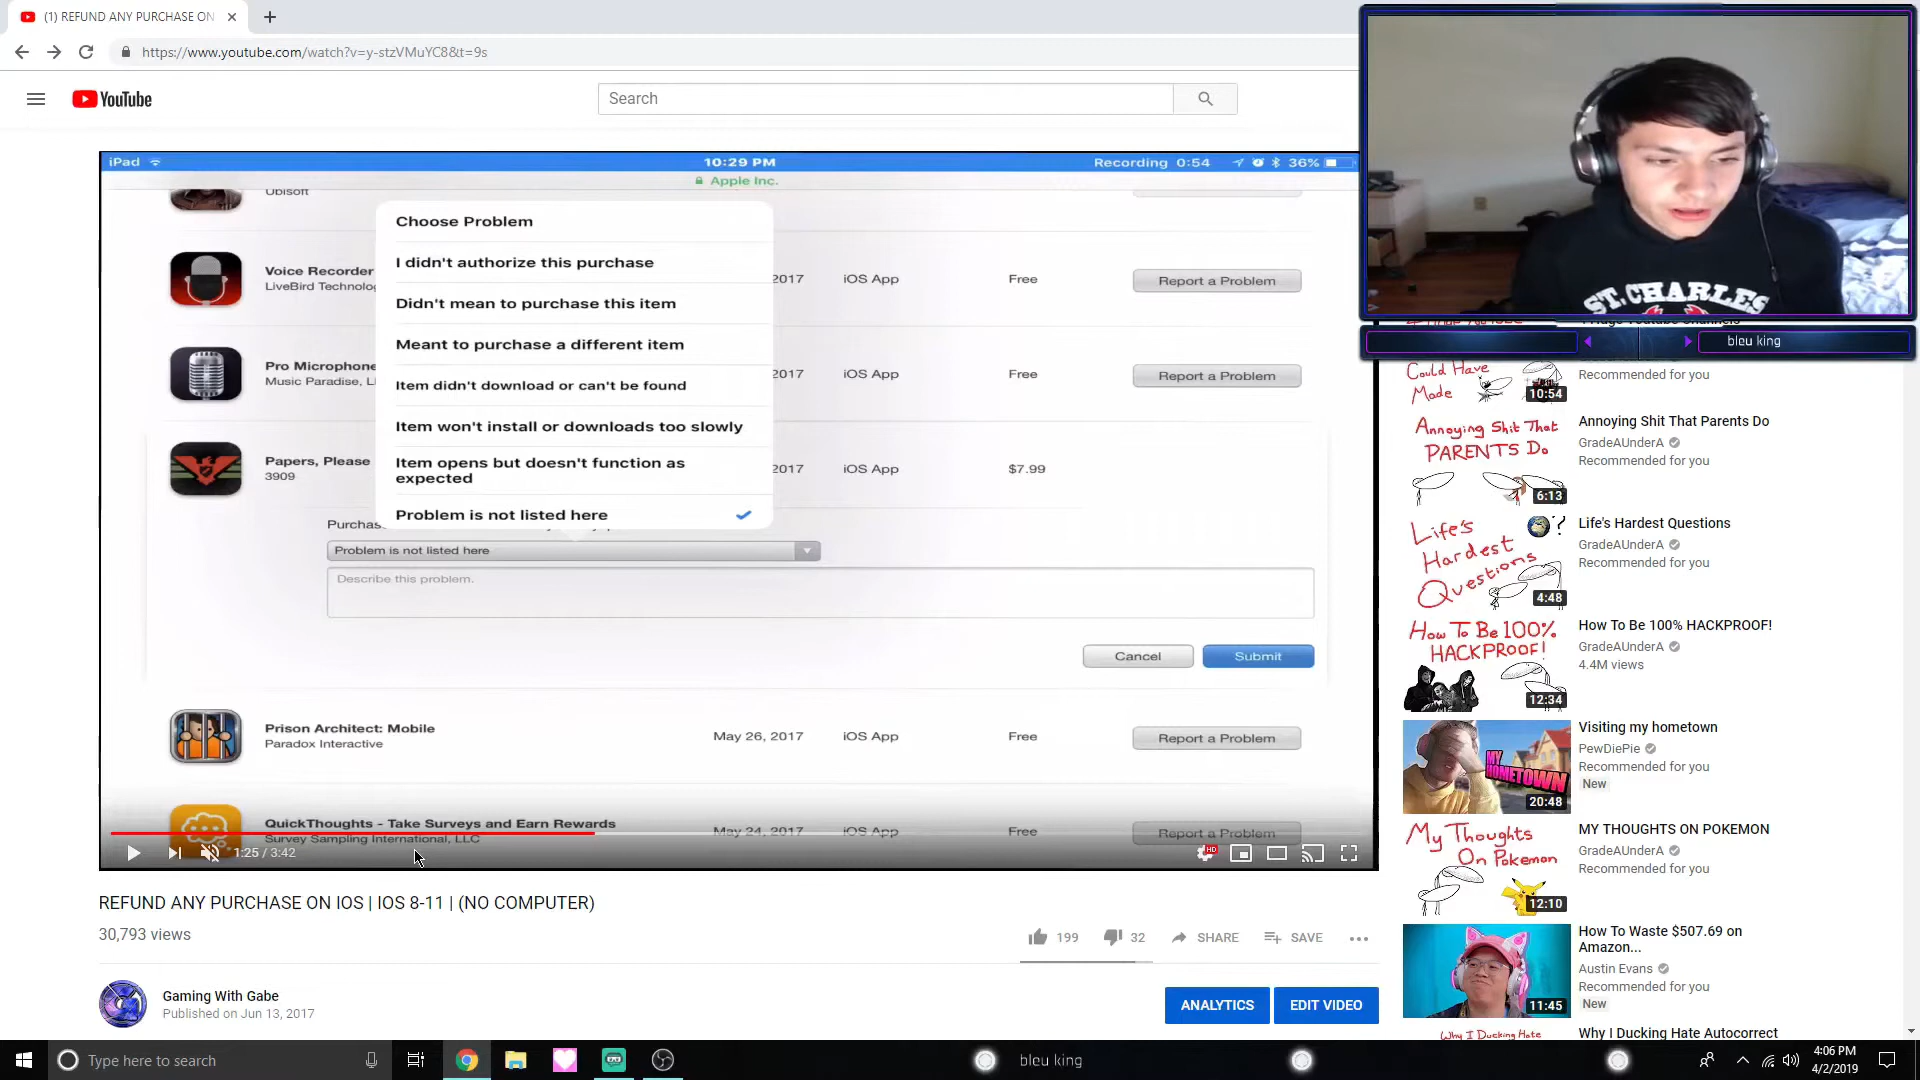 (1) REFUND ANY PURCHASE ON
https://www.youtube.com/watch?v=y-stzVMuYC8&t=9s
YouTube
Search
iPad
10:29 PM
Recording 0:54
36%
Apple Inc.
Ubisoft
Choose Problem
I didn't authorize this purchase
Didn't mean to purchase this item
Meant to purchase a different item
Item didn't download or can't be found
Item won't install or downloads too slowly
Item opens but doesn't function as
expected
Problem is not listed here
Voice Recorder
LiveBird Technolog
2017
iOS App
Free
Report a Problem
Pro Microphone
Music Paradise, L
2017
iOS App
Free
Report a Problem
Papers, Please
3909
2017
iOS App
$7.99
Purchas
Problem is not listed here
Describe this problem.
Cancel
Submit
Prison Architect: Mobile
Paradox Interactive
May 26, 2017
iOS App
Free
Report a Problem
QuickThoughts - Take Surveys and Earn Rewards
Survey Sampling International, LLC
May 24, 2017
iOS App
Free
Report a Problem
1:25 / 3:42
HD
REFUND ANY PURCHASE ON IOS | IOS 8-11 | (NO COMPUTER)
30,793 views
199
32
SHARE
SAVE
Gaming With Gabe
Published on Jun 13, 2017
ANALYTICS
EDIT VIDEO
ST. CHARLES
bleu king
Could Have
Made
10:54
Recommended for you
Annoying Shit That
PARENTS Do
6:13
Annoying Shit That Parents Do
GradeAUnderA
Recommended for you
Life's
Hardest
Questions
?
4:48
Life's Hardest Questions
GradeAUnderA
Recommended for you
How To Be 100%
HACKPROOF!
12:34
How To Be 100% HACKPROOF!
GradeAUnderA
4.4M views
MY
HOMETOWN
20:48
Visiting my hometown
PewDiePie
Recommended for you
New
My Thoughts
On Pokemon
12:10
MY THOUGHTS ON POKEMON
GradeAUnderA
Recommended for you
11:45
How To Waste $507.69 on
Amazon...
Austin Evans
Recommended for you
New
Why I Ducking Hate
Why I Ducking Hate Autocorrect
Type here to search
bleu king
4:06 PM
4/2/2019